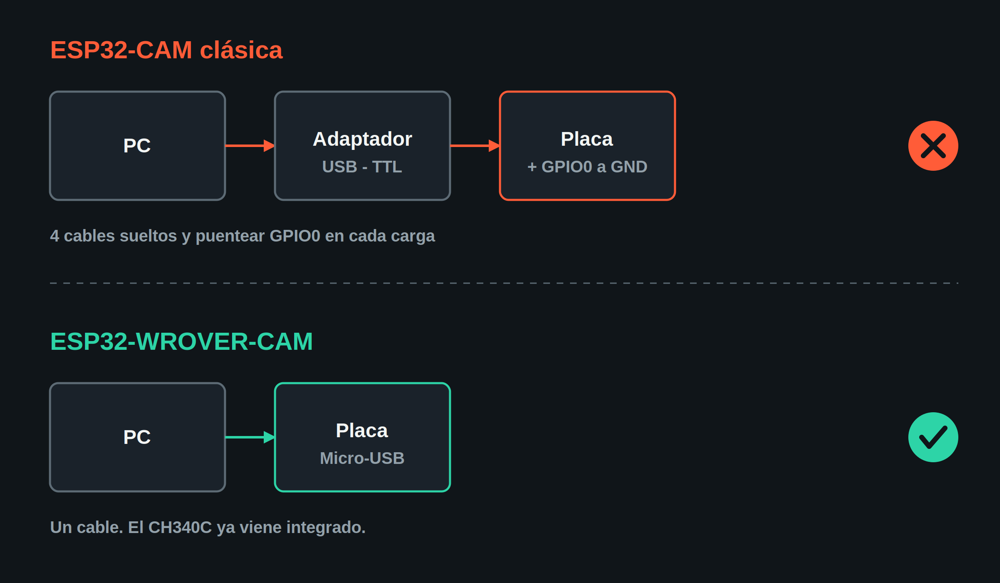 ESP32-CAM clásica
PC
Adaptador
USB - TTL
Placa
+ GPIO0 a GND
4 cables sueltos y puentear GPIO0 en cada carga
ESP32-WROVER-CAM
PC
Placa
Micro-USB
Un cable. El CH340C ya viene integrado.